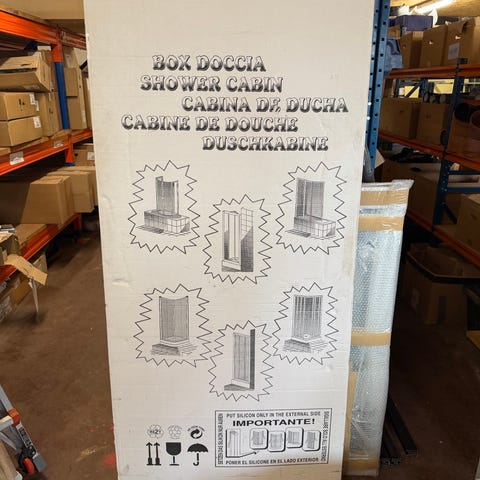 BOX DOCCIA
SHOWER CABIN
CABINA DE DUCHA
CABINE DE DOUCHE
DUSCHKABINE
PUT SILICON ONLY IN THE EXTERNAL SIDE
IMPORTANTE!
PONER EL SILICONE EN EL LADO EXTERIOR